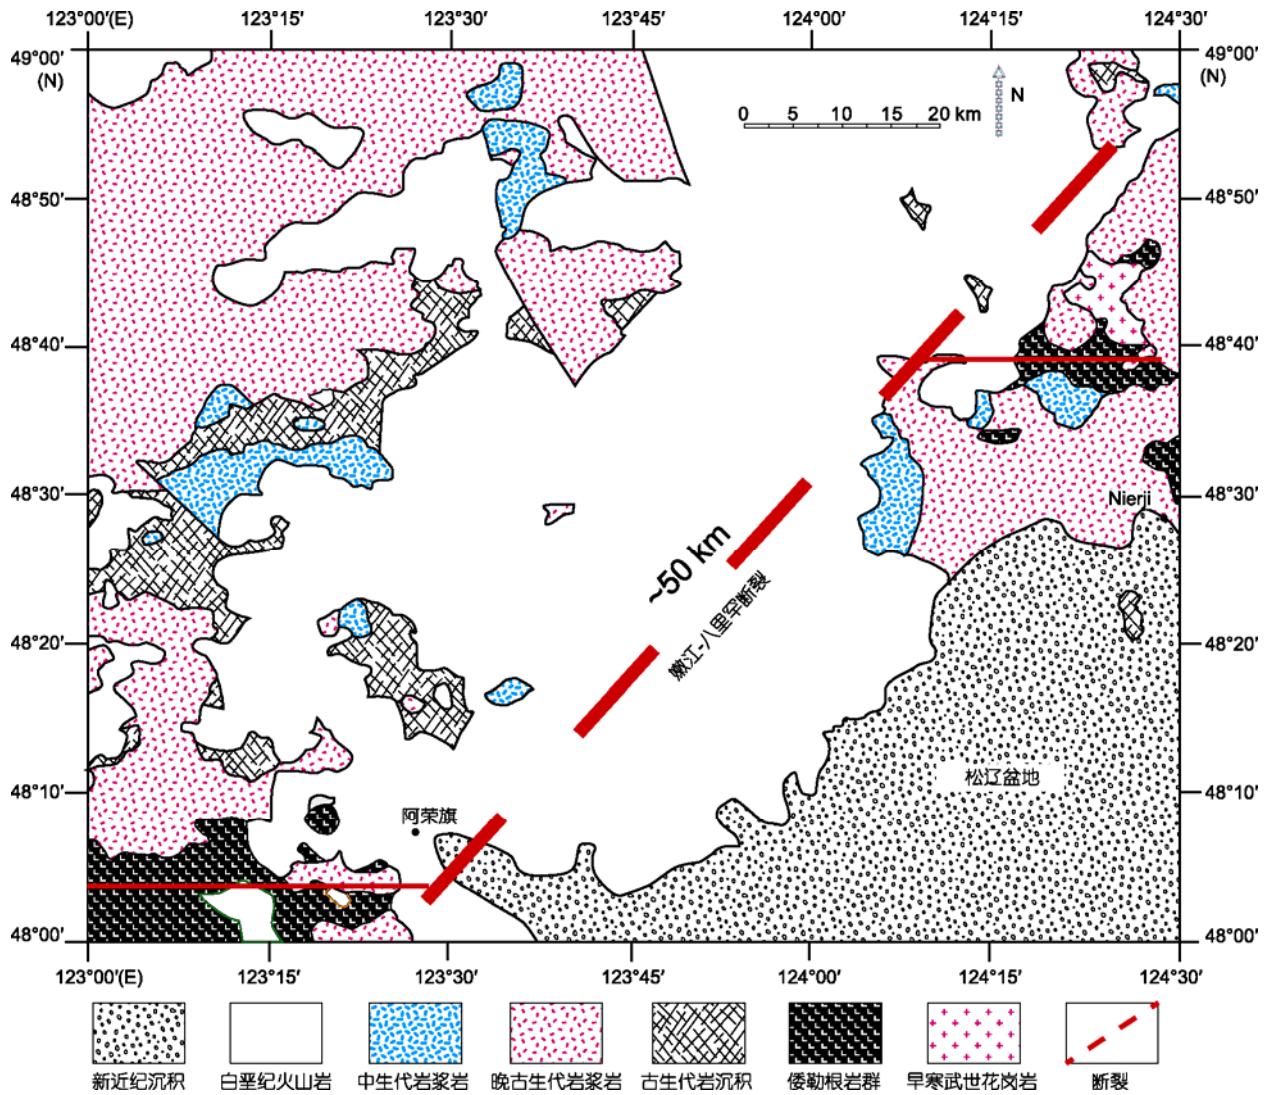 123°00′(E) 123°15′ 123°30′ 123°45′ 124°00′ 124°15′ 124°30′
49°00′ (N)
49°00′ (N)
0 5 10 15 20 km
N
48°50′ 48°50′
48°40′ 48°40′
48°30′ 48°30′
Nierji
~50 km
嫩江-八里罕断裂
48°20′ 48°20′
松辽盆地
48°10′ 48°10′
阿荣旗
48°00′ 48°00′
123°00′(E) 123°15′ 123°30′ 123°45′ 124°00′ 124°15′ 124°30′
新近纪沉积 白垩纪火山岩 中生代岩浆岩 晚古生代岩浆岩 古生代岩沉积 倭勒根岩群 早寒武世花岗岩 断裂